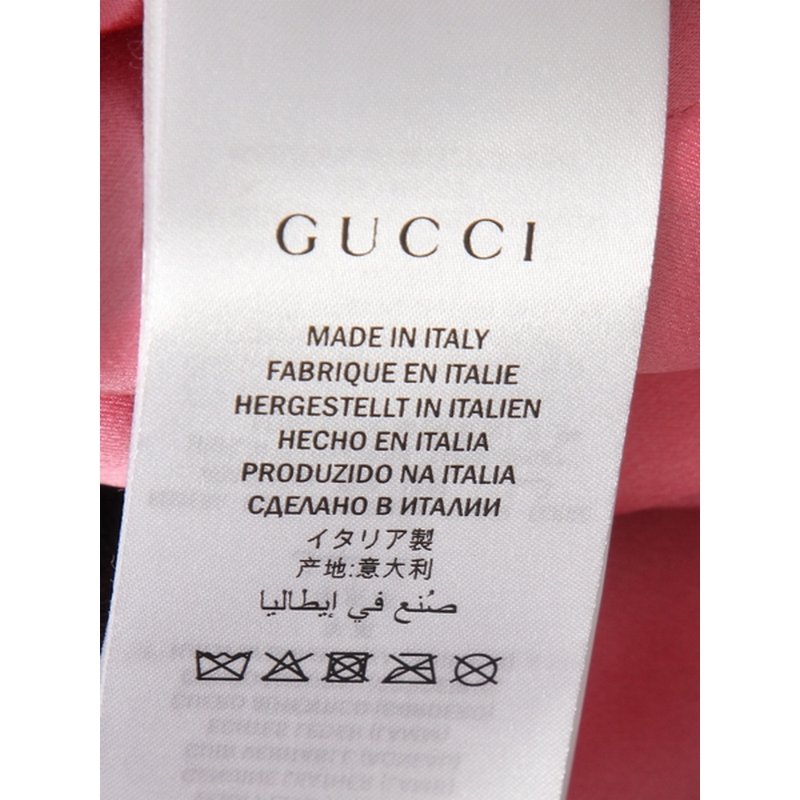 GUCCI
MADE IN ITALY
FABRIQUE EN ITALIE
HERGESTELLT IN ITALIEN
HECHO EN ITALIA
PRODUZIDO NA ITALIA
СДЕЛАНО В ИТАЛИИ
イタリア製
产地:意大利
صُنع في إيطاليا